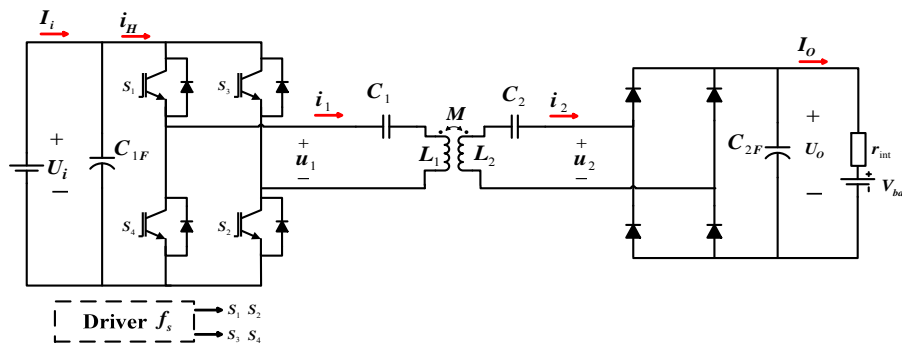 I_i i_H I_O
S_1 S_3 i_1 C_1 C_2 i_2
M
+ C_1F + + C_2F + r_int
U_i u_1 L_1 L_2 u_2 U_O
− − − − V_ba
S_4 S_2
Driver f_s S_1 S_2
S_3 S_4